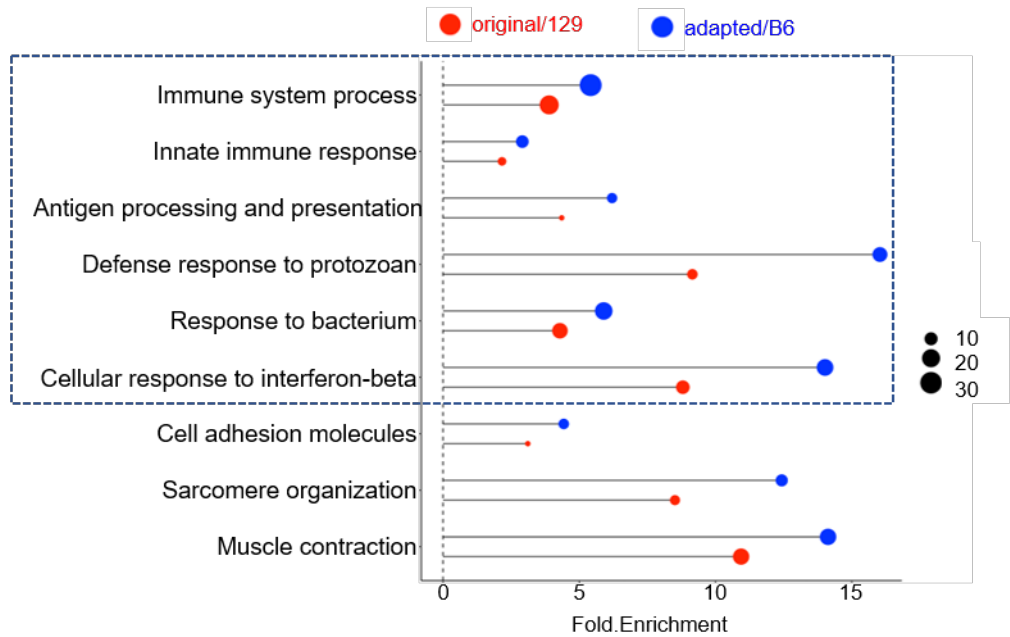 original/129 adapted/B6
Immune system process
Innate immune response
Antigen processing and presentation
Defense response to protozoan
Response to bacterium
Cellular response to interferon-beta
Cell adhesion molecules
Sarcomere organization
Muscle contraction
10
20
30
0 5 10 15
Fold.Enrichment